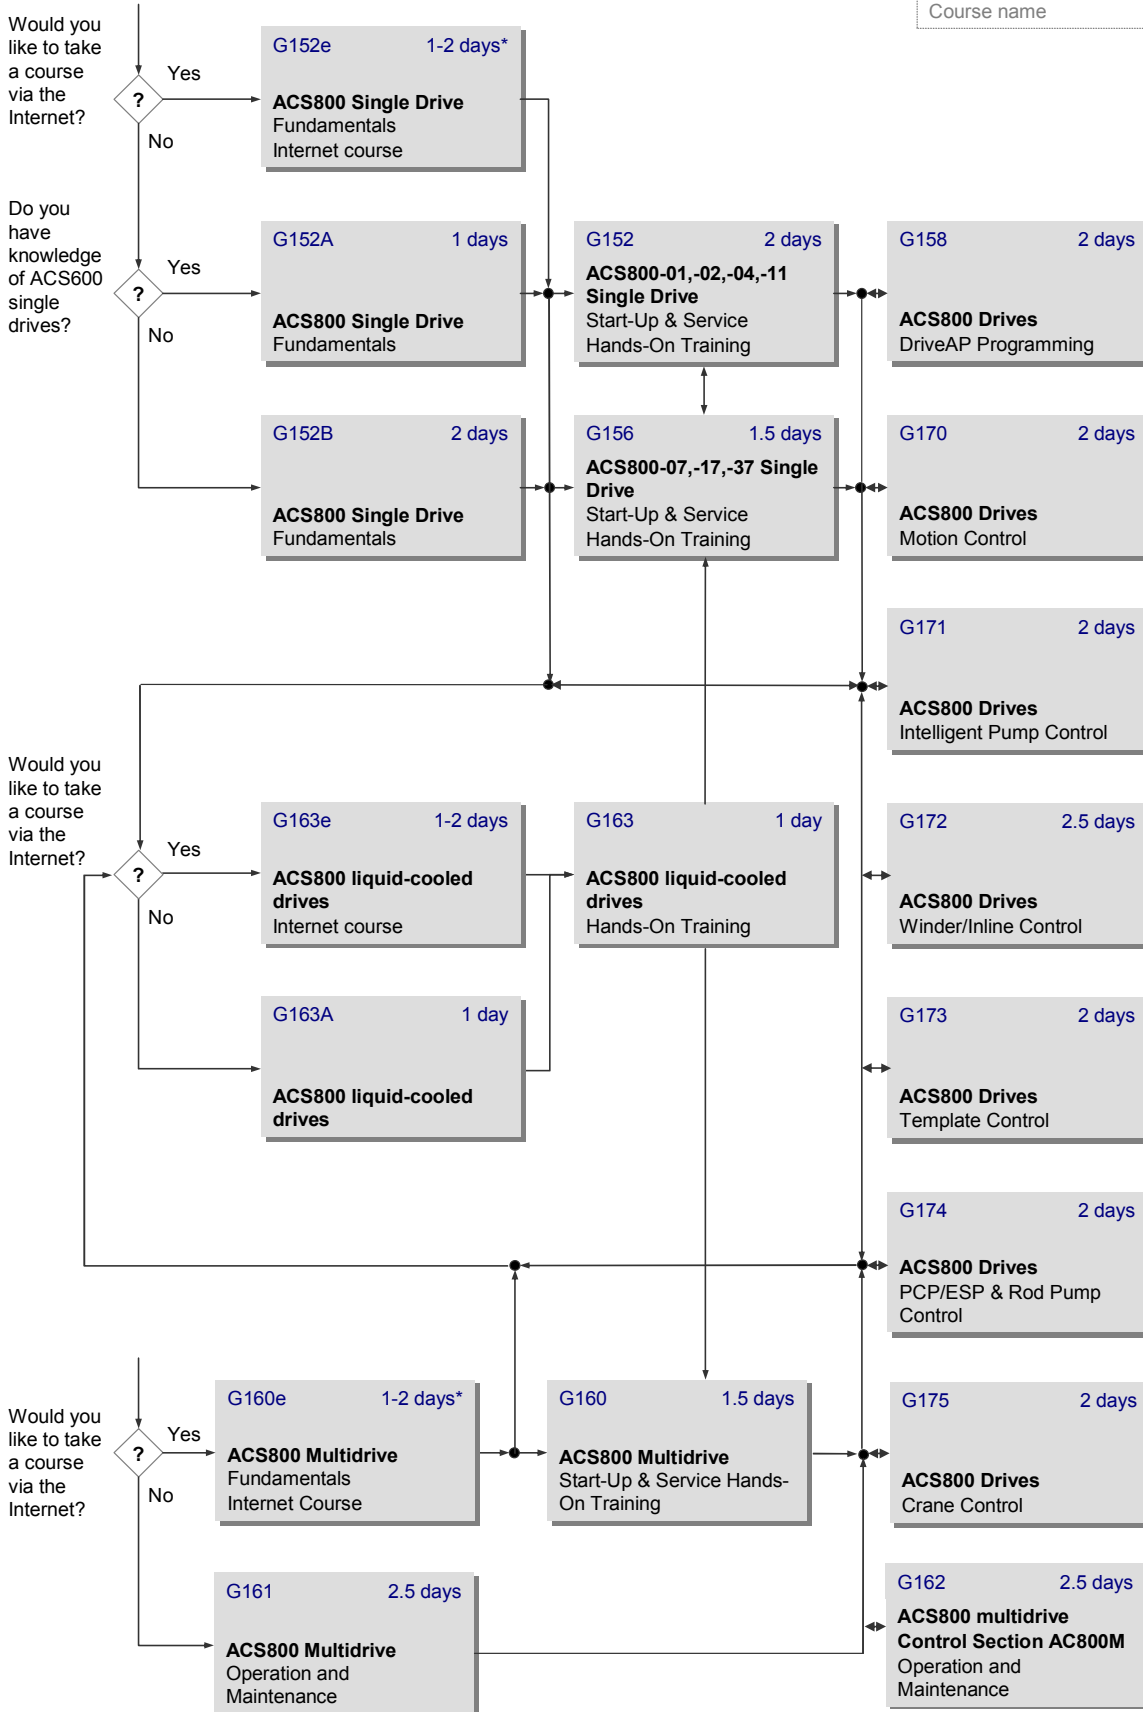 Course name
Would you
like to take
a course
via the
Internet?
?
Yes
No
G152e 1-2 days*
ACS800 Single Drive
Fundamentals
Internet course
Do you
have
knowledge
of ACS600
single
drives?
?
Yes
No
G152A 1 days
ACS800 Single Drive
Fundamentals
G152 2 days
ACS800-01,-02,-04,-11
Single Drive
Start-Up & Service
Hands-On Training
G158 2 days
ACS800 Drives
DriveAP Programming
G152B 2 days
ACS800 Single Drive
Fundamentals
G156 1.5 days
ACS800-07,-17,-37 Single
Drive
Start-Up & Service
Hands-On Training
G170 2 days
ACS800 Drives
Motion Control
G171 2 days
ACS800 Drives
Intelligent Pump Control
Would you
like to take
a course
via the
Internet?
?
Yes
No
G163e 1-2 days
ACS800 liquid-cooled
drives
Internet course
G163 1 day
ACS800 liquid-cooled
drives
Hands-On Training
G172 2.5 days
ACS800 Drives
Winder/Inline Control
G163A 1 day
ACS800 liquid-cooled
drives
G173 2 days
ACS800 Drives
Template Control
G174 2 days
ACS800 Drives
PCP/ESP & Rod Pump
Control
Would you
like to take
a course
via the
Internet?
?
Yes
No
G160e 1-2 days*
ACS800 Multidrive
Fundamentals
Internet Course
G160 1.5 days
ACS800 Multidrive
Start-Up & Service Hands-
On Training
G175 2 days
ACS800 Drives
Crane Control
G161 2.5 days
ACS800 Multidrive
Operation and
Maintenance
G162 2.5 days
ACS800 multidrive
Control Section AC800M
Operation and
Maintenance